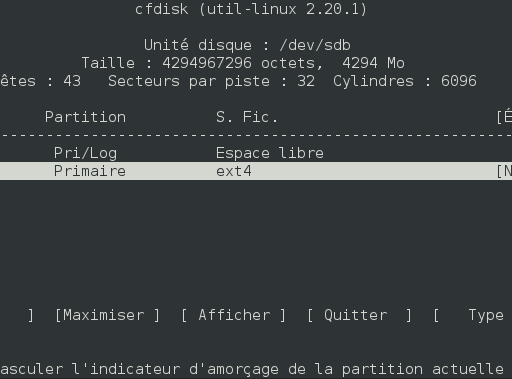 cfdisk (util-linux 2.20.1)
Unité disque : /dev/sdb
Taille : 4294967296 octets, 4294 Mo
êtes : 43 Secteurs par piste : 32 Cylindres : 6096
Partition S. Fic. [É
Pri/Log Espace libre
Primaire ext4 [N
] [Maximiser ] [ Afficher ] [ Quitter ] [ Type
asculer l'indicateur d'amorçage de la partition actuelle